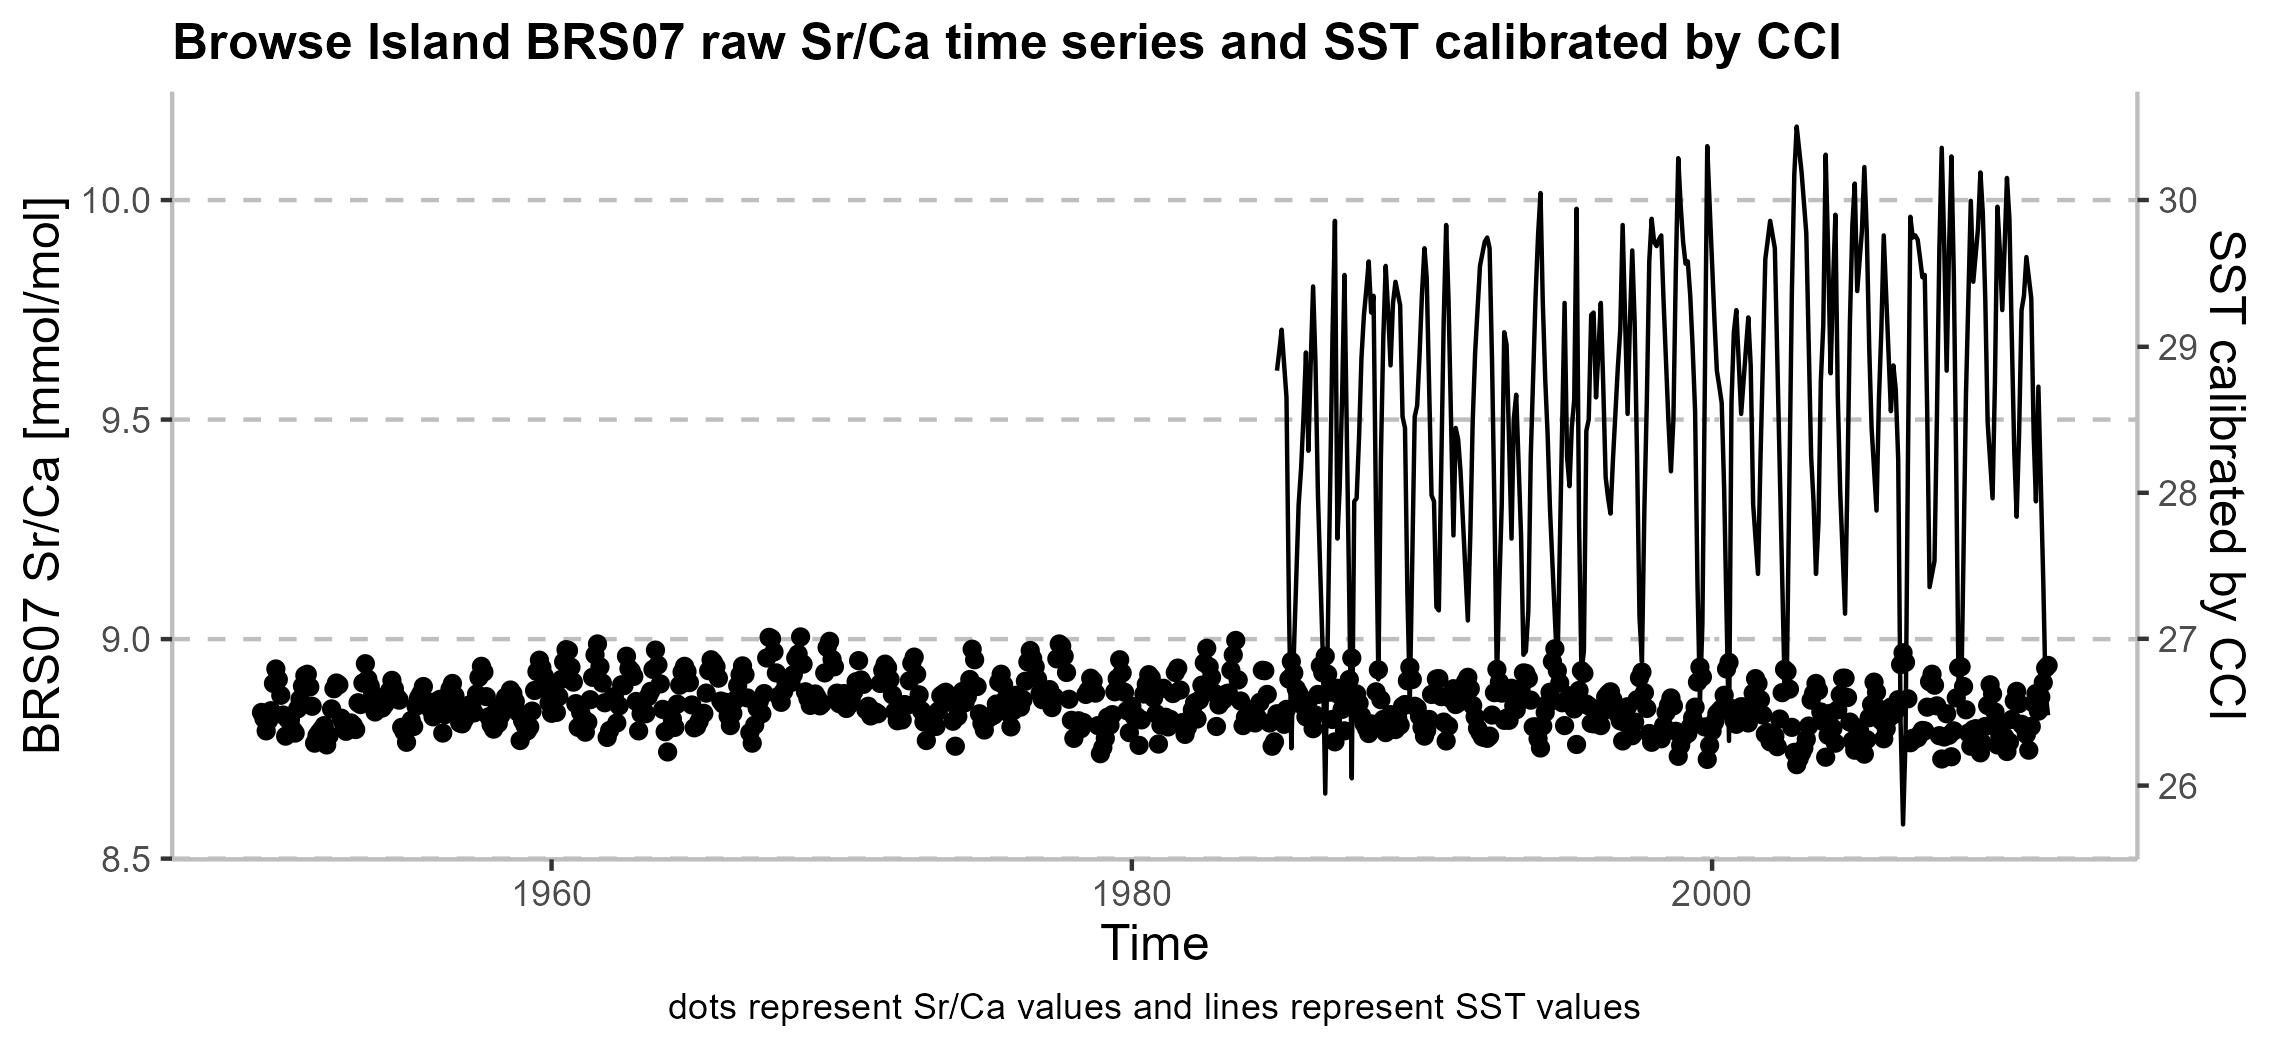 Browse Island BRS07 raw Sr/Ca time series and SST calibrated by CCI
BRS07 Sr/Ca [mmol/mol]
10.0
9.5
9.0
8.5
30
29
28
27
26
SST calibrated by CCI
1960 1980 2000
Time
dots represent Sr/Ca values and lines represent SST values